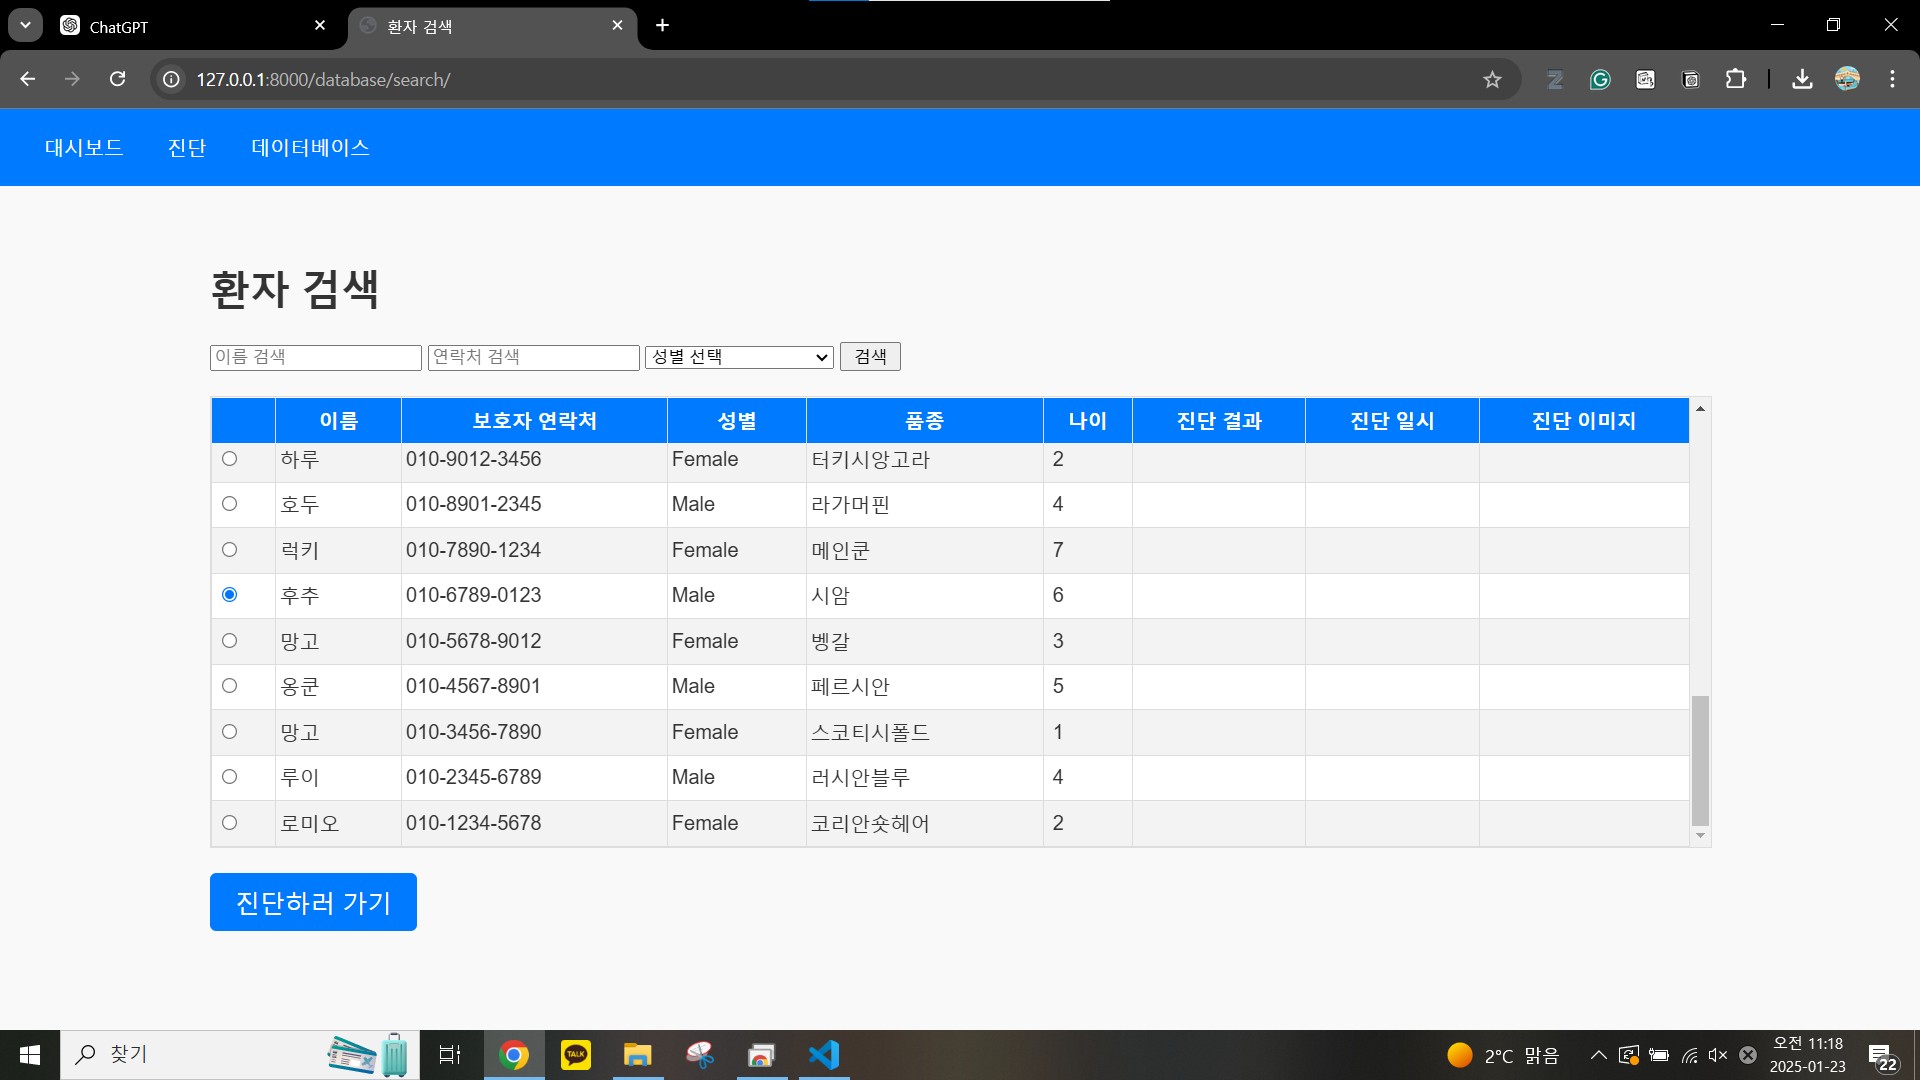 ChatGPT
환자 검색
127.0.0.1:8000/database/search/
대시보드 진단 데이터베이스
환자 검색
이름 검색 연락처 검색 성별 선택 검색
이름 보호자 연락처 성별 품종 나이 진단 결과 진단 일시 진단 이미지
하루 010-9012-3456 Female 터키시앙고라 2
호두 010-8901-2345 Male 라가머핀 4
럭키 010-7890-1234 Female 메인쿤 7
후추 010-6789-0123 Male 시암 6
망고 010-5678-9012 Female 벵갈 3
옹쿤 010-4567-8901 Male 페르시안 5
망고 010-3456-7890 Female 스코티시폴드 1
루이 010-2345-6789 Male 러시안블루 4
로미오 010-1234-5678 Female 코리안숏헤어 2
진단하러 가기
찾기
TALK
2°C 맑음
오전 11:18
2025-01-23
22